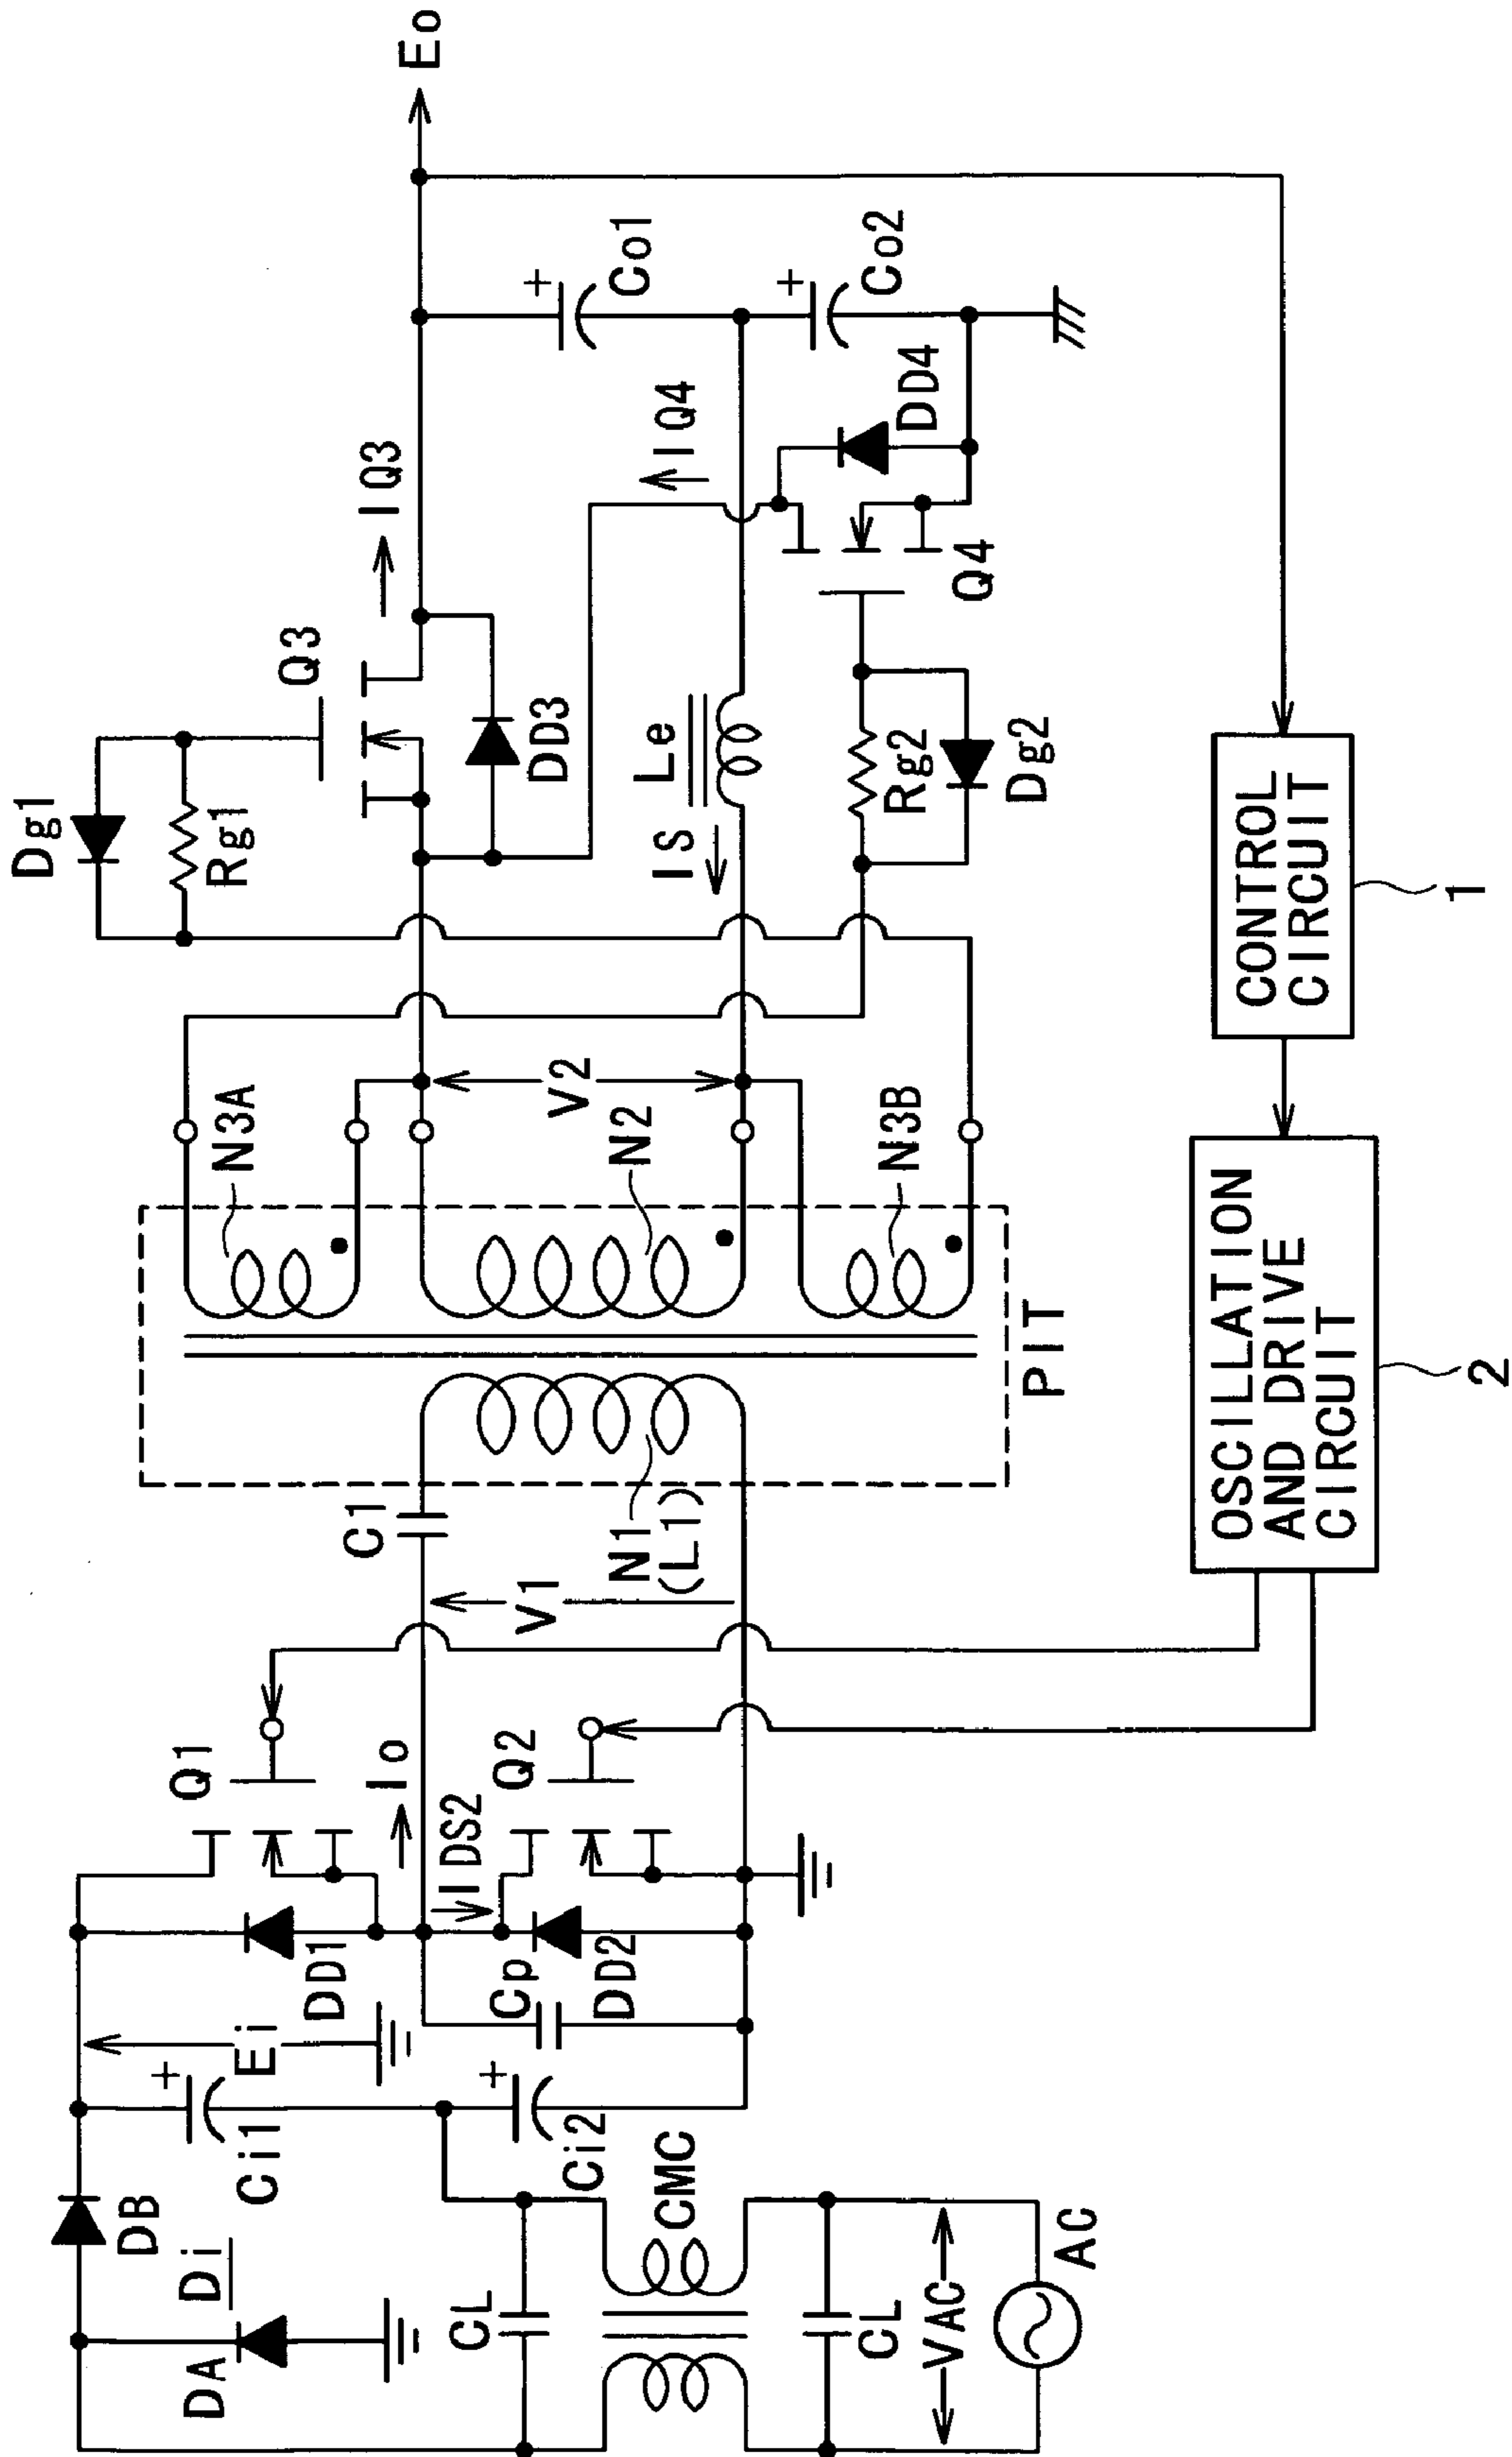 Eo
Dg1
Rg1
Q3
IQ3
Co1
Co2
DD3
IQ4
DD4
Le
IS
Q4
Rg2
Dg2
CONTROL
CIRCUIT
1
N3A
V2
N2
N3B
PIT
C1
N1
(L1)
V1
OSCILLATION
AND DRIVE
CIRCUIT
2
Q1
Io
Q2
IDS2
DD1
Cp
DD2
Ei
Ci1
Ci2
DB
Di
DA
CMC
CL
CL
VAC
AC
+
+
+
+